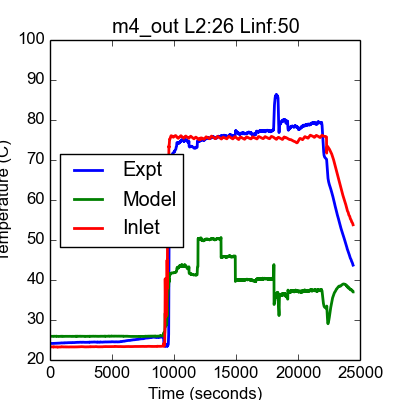 m4_out L2:26 Linf:50
100
90
80
70
60
50
40
30
20
Temperature (C)
Expt
Model
Inlet
0
5000
10000
15000
20000
25000
Time (seconds)